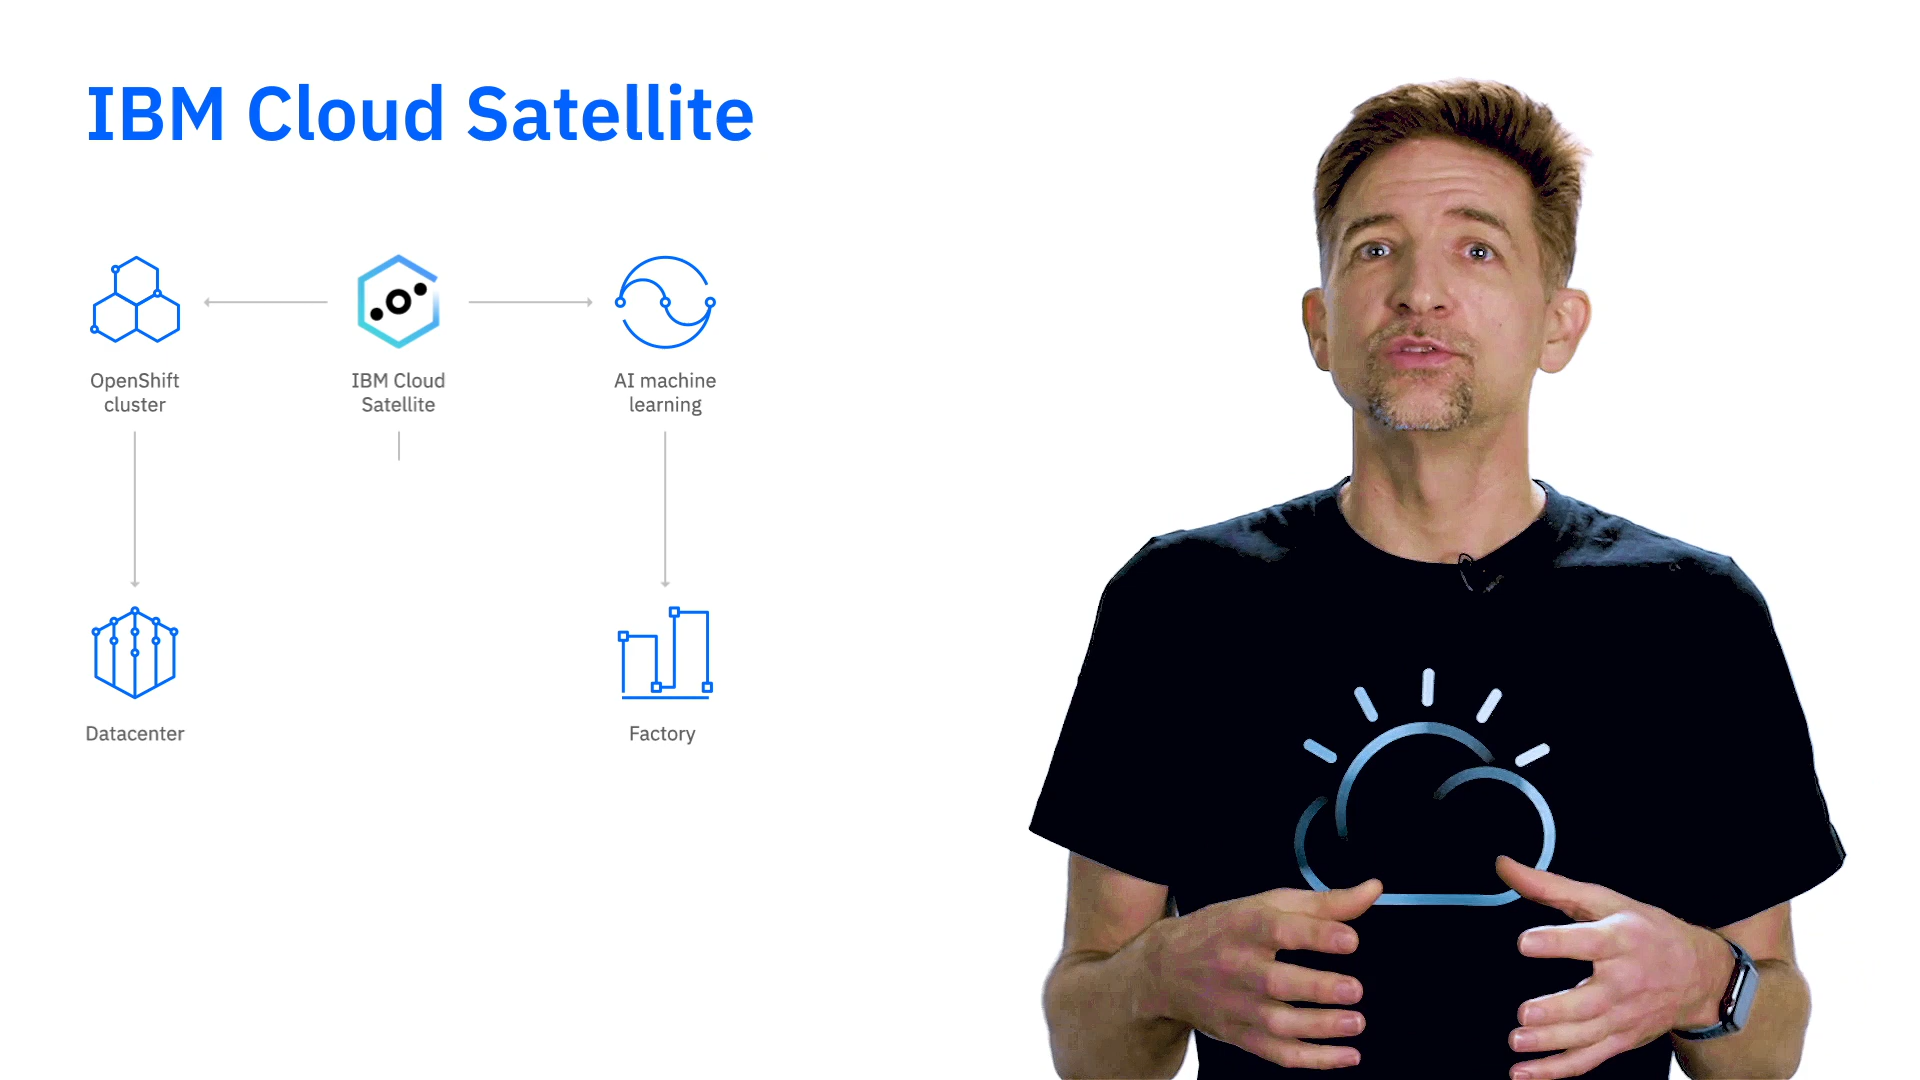 IBM Cloud Satellite
OpenShift
cluster
IBM Cloud
Satellite
AI machine
learning
Datacenter
Factory